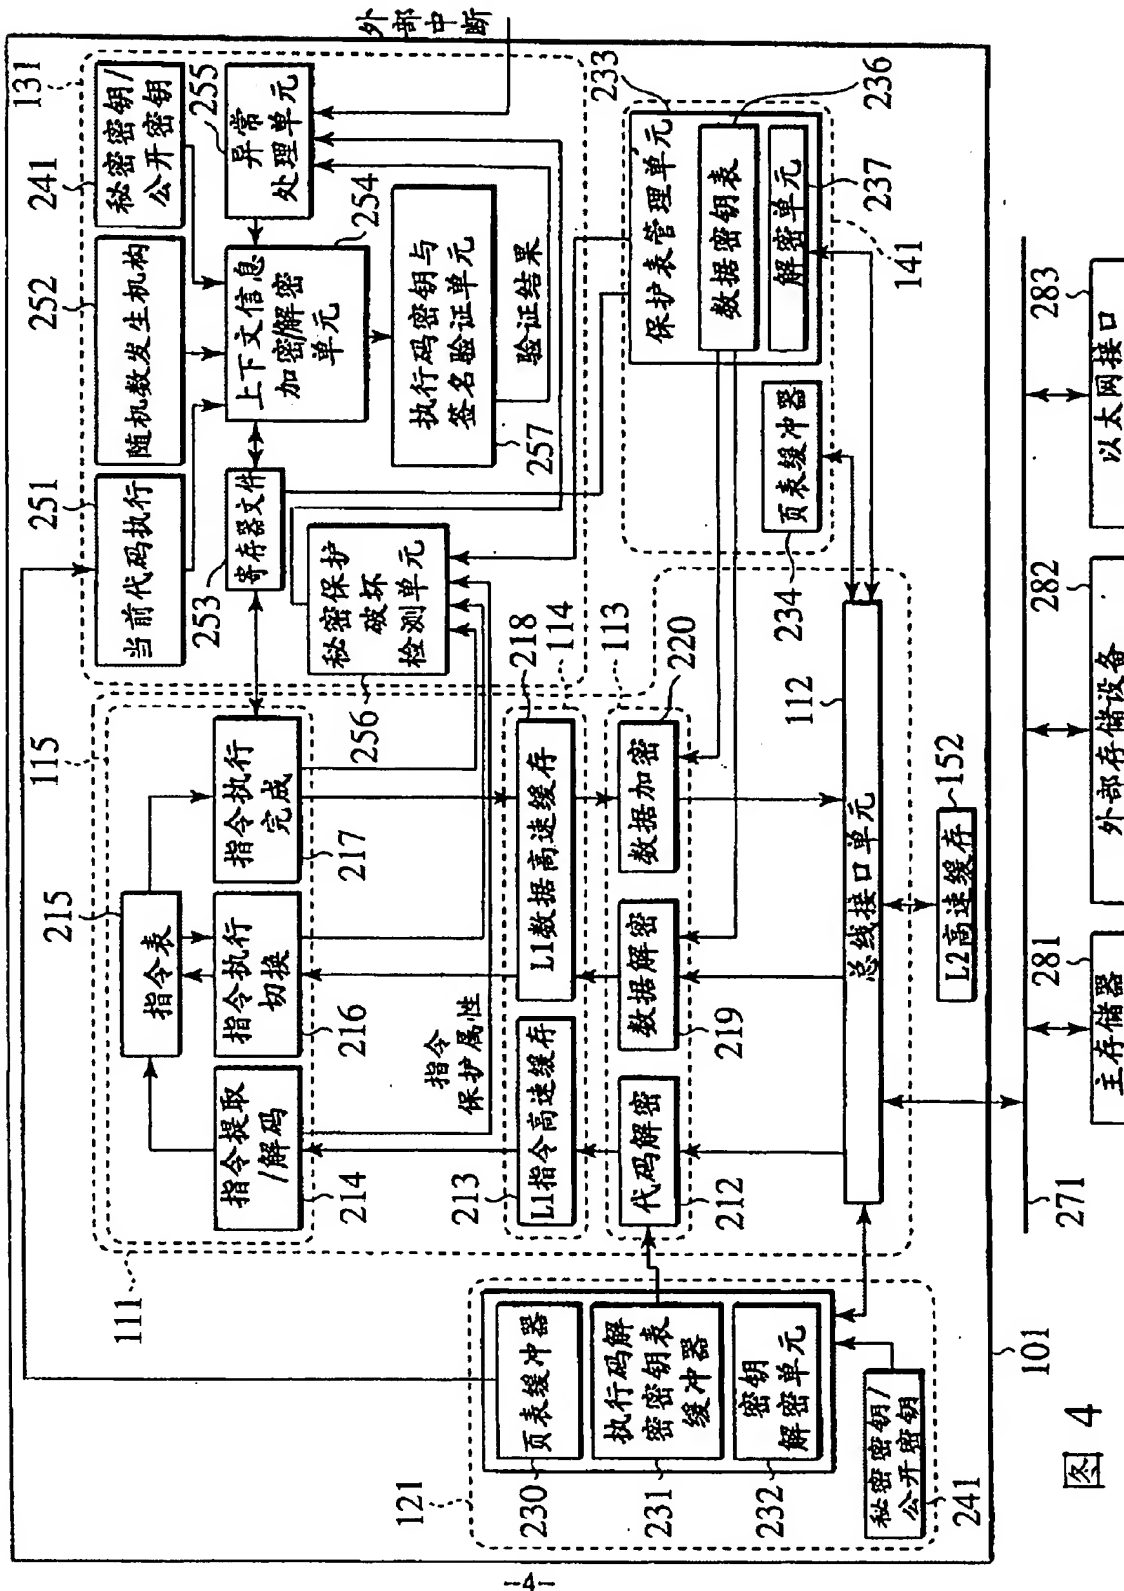 131
241
秘密密钥/
公开密钥
252
随机数发生机构
251
当前代码执行
255
异常
处理单元
外部中断
254
上下文信息
加密/解密
单元
253
寄存器文件
执行码密钥与
签名验证单元
257
验证结果
秘密保护
破坏
检测单元
256
115
215
指令表
指令执行
完成
217
指令执行
切换
216
指令提取
/解码
214
111
指令
保护属性
218
114
L1数据高速缓存
L1指令高速缓存
213
113
220
数据加密
数据解密
219
代码解密
212
112
总线接口单元
152
L2高速缓存
233
保护表管理单元
236
数据密钥表
237
解密单元
141
页表缓冲器
234
121
页表缓冲器
230
执行码解
密密钥表
缓冲器
231
密钥
解密单元
232
秘密密钥/
公开密钥
241
101
271
281
主存储器
282
外部存储设备
283
以太网接口
图 4
-4-